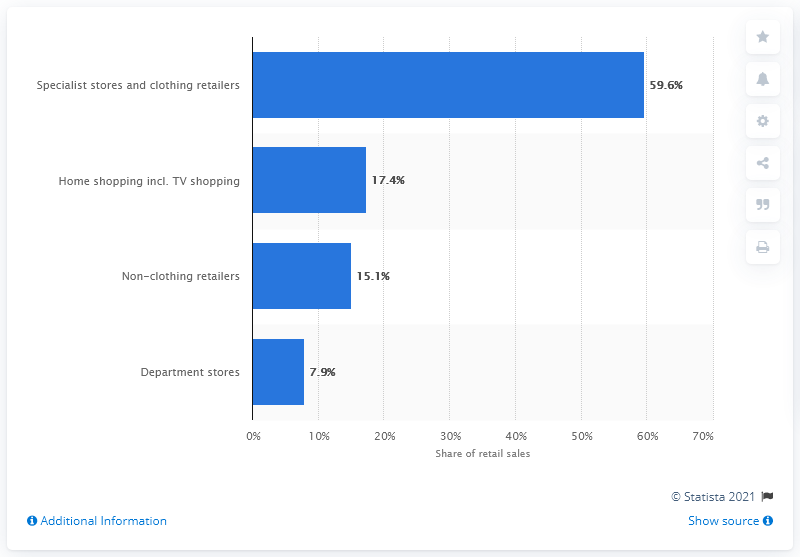 Specialist stores and clothing retailers
59.6%
Home shopping incl. TV shopping
17.4%
Non-clothing retailers
15.1%
Department stores
7.9%
0% 10% 20% 30% 40% 50% 60% 70%
Share of retail sales
© Statista 2021
Additional Information
Show source